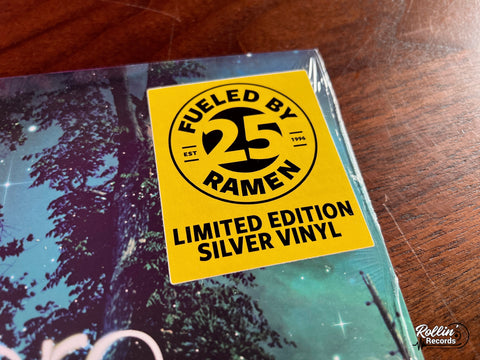 FUELED BY
25
EST 1996
RAMEN
LIMITED EDITION
SILVER VINYL
Rollin'
Records